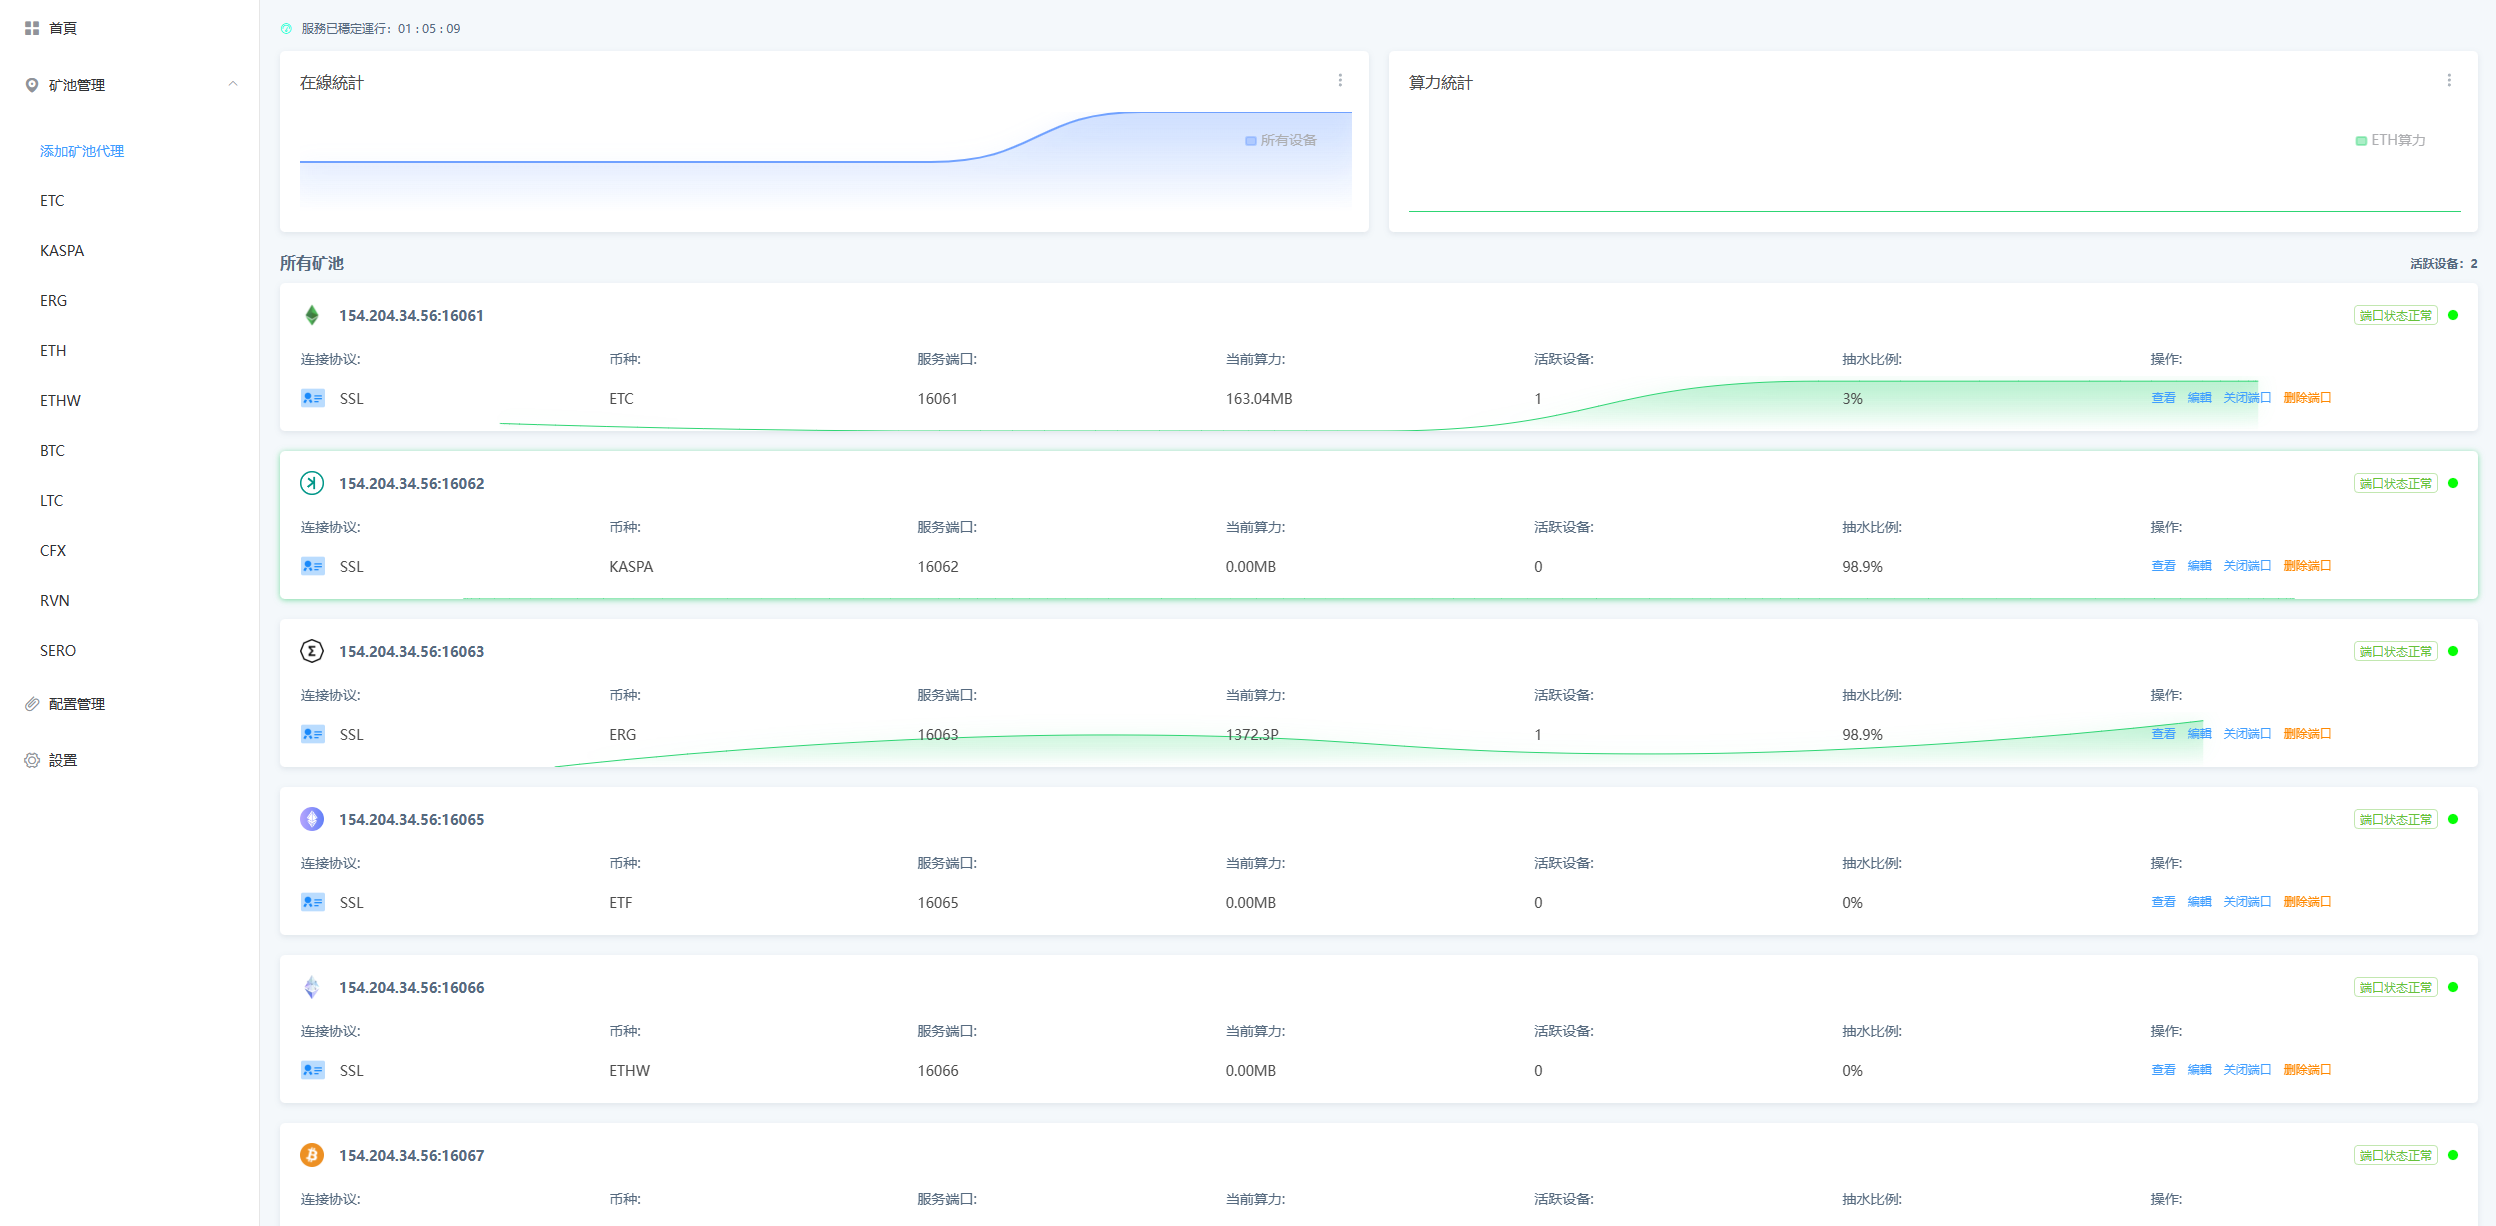 首頁
矿池管理
添加矿池代理
ETC
KASPA
ERG
ETH
ETHW
BTC
LTC
CFX
RVN
SERO
配置管理
設置
服務已穩定運行：01 : 05 : 09
在線統計
所有设备
算力統計
ETH算力
所有矿池
活跃设备：2
154.204.34.56:16061
端口状态正常
连接协议: 币种: 服务端口: 当前算力: 活跃设备: 抽水比例: 操作:
SSL ETC 16061 163.04MB 1 3% 查看 编辑 关闭端口 删除端口
154.204.34.56:16062
端口状态正常
连接协议: 币种: 服务端口: 当前算力: 活跃设备: 抽水比例: 操作:
SSL KASPA 16062 0.00MB 0 98.9% 查看 编辑 关闭端口 删除端口
154.204.34.56:16063
端口状态正常
连接协议: 币种: 服务端口: 当前算力: 活跃设备: 抽水比例: 操作:
SSL ERG 16063 1372.3P 1 98.9% 查看 编辑 关闭端口 删除端口
154.204.34.56:16065
端口状态正常
连接协议: 币种: 服务端口: 当前算力: 活跃设备: 抽水比例: 操作:
SSL ETF 16065 0.00MB 0 0% 查看 编辑 关闭端口 删除端口
154.204.34.56:16066
端口状态正常
连接协议: 币种: 服务端口: 当前算力: 活跃设备: 抽水比例: 操作:
SSL ETHW 16066 0.00MB 0 0% 查看 编辑 关闭端口 删除端口
154.204.34.56:16067
端口状态正常
连接协议: 币种: 服务端口: 当前算力: 活跃设备: 抽水比例: 操作: